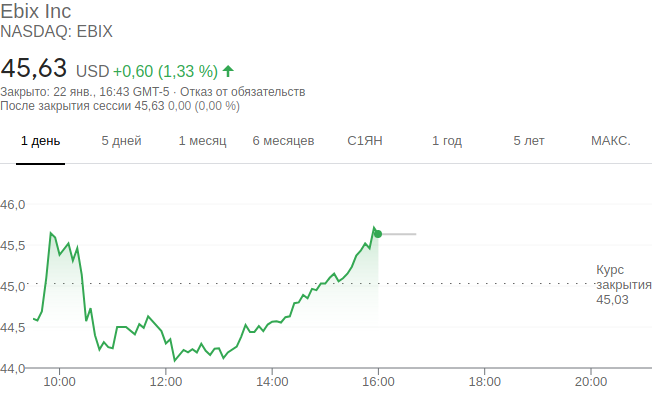 Ebix Inc
NASDAQ: EBIX
45,63 USD +0,60 (1,33 %)
Закрыто: 22 янв., 16:43 GMT-5 · Отказ от обязательств
После закрытия сессии 45,63 0,00 (0,00 %)
1 день 5 дней 1 месяц 6 месяцев С1ЯН 1 год 5 лет МАКС.
46,0
45,5
45,0
44,5
44,0
Курс
закрытия
45,03
10:00 12:00 14:00 16:00 18:00 20:00